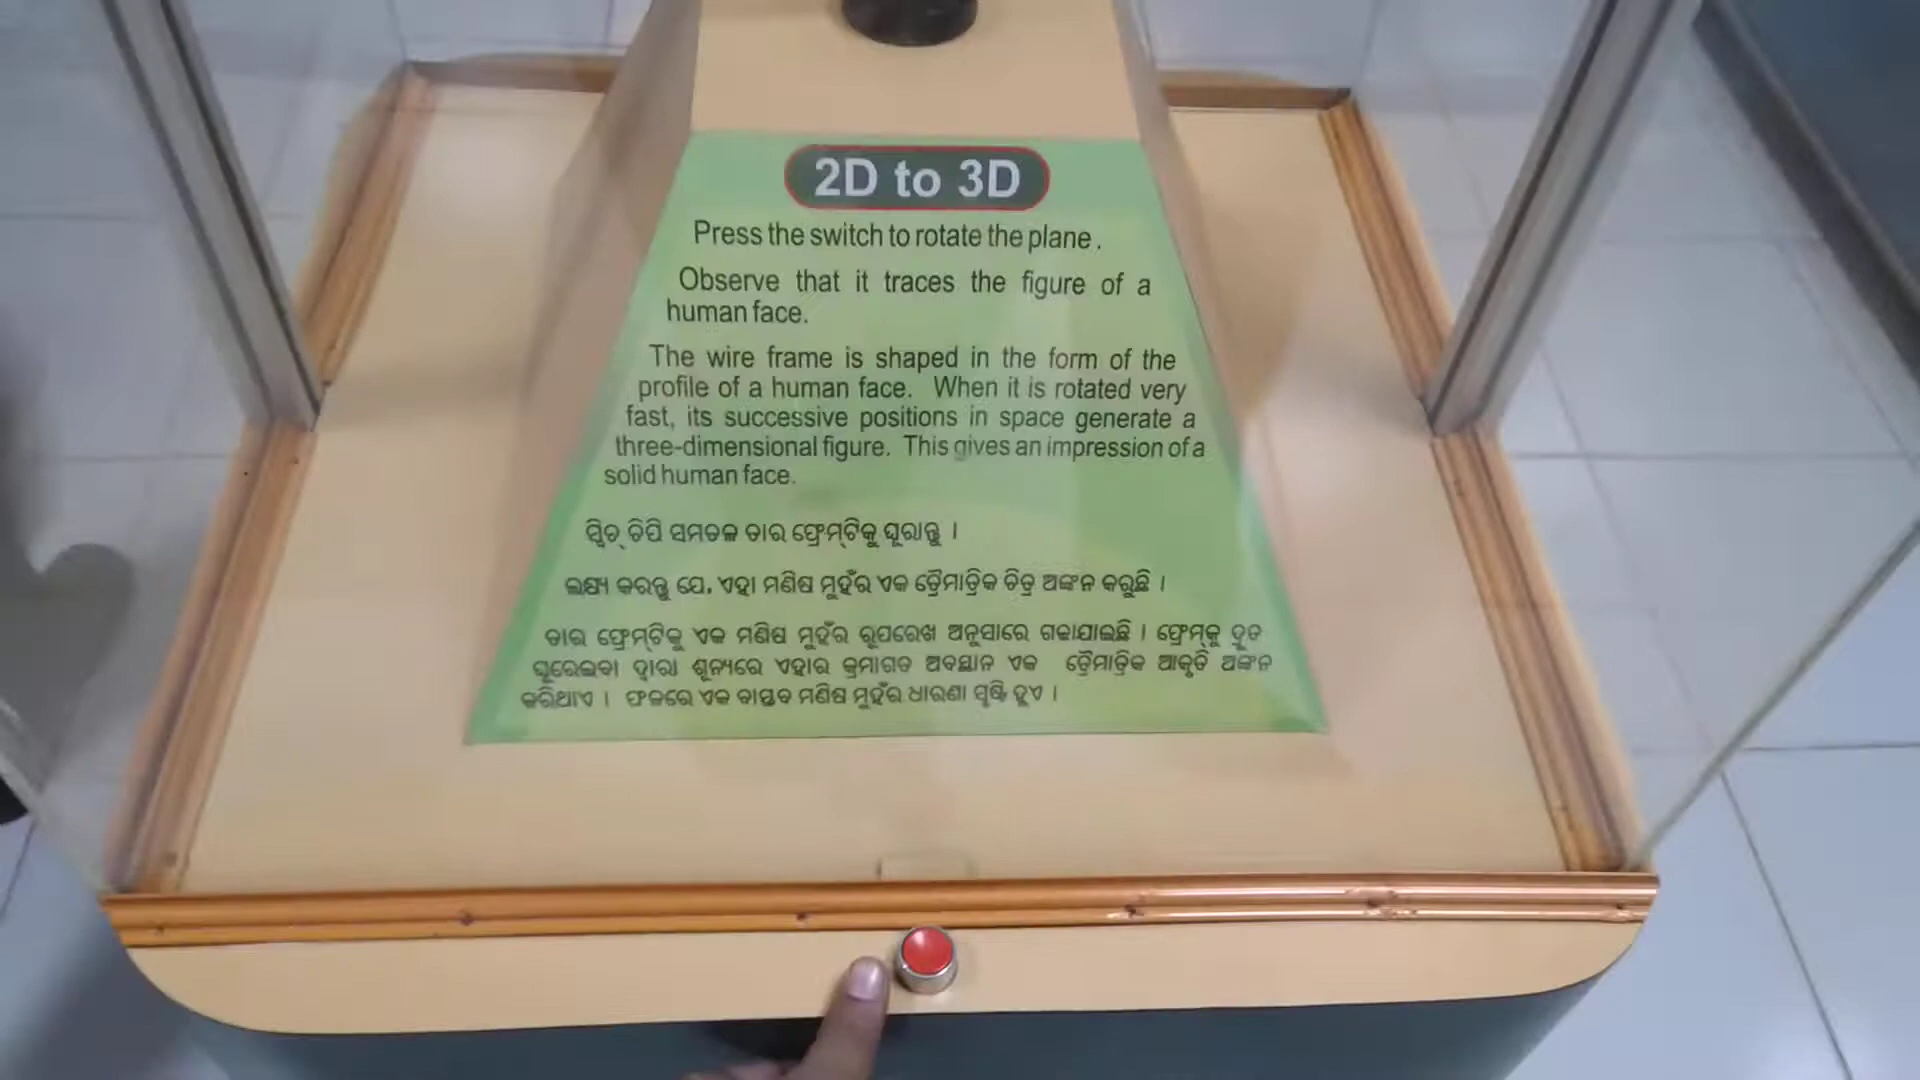 2D to 3D
Press the switch to rotate the plane .
Observe that it traces the figure of a
human face.
The wire frame is shaped in the form of the
profile of a human face. When it is rotated very
fast, its successive positions in space generate a
three-dimensional figure. This gives an impression of a
solid human face.
ସ୍ୱିଚ୍ ଚିପି ସମତଳ ତାର ଫ୍ରେମ୍‌ଟିକୁ ଘୂରାନ୍ତୁ ।
ଲକ୍ଷ୍ୟ କରନ୍ତୁ ଯେ, ଏହା ମଣିଷ ମୁହଁର ଏକ ତ୍ରୈମାତ୍ରିକ ଚିତ୍ର ଅଙ୍କନ କରୁଛି ।
ତାର ଫ୍ରେମ୍‌ଟିକୁ ଏକ ମଣିଷ ମୁହଁର ରୂପରେଖ ଅନୁସାରେ ଗଢାଯାଇଛି । ଫ୍ରେମ୍‌କୁ ଦ୍ରୁତ
ଘୂରେଇବା ଦ୍ୱାରା ଶୂନ୍ୟରେ ଏହାର କ୍ରମାଗତ ଅବସ୍ଥାନ ଏକ ତ୍ରୈମାତ୍ରିକ ଆକୃତି ଅଙ୍କନ
କରିଥାଏ । ଫଳରେ ଏକ ବାସ୍ତବ ମଣିଷ ମୁହଁର ଧାରଣା ସୃଷ୍ଟି ହୁଏ ।